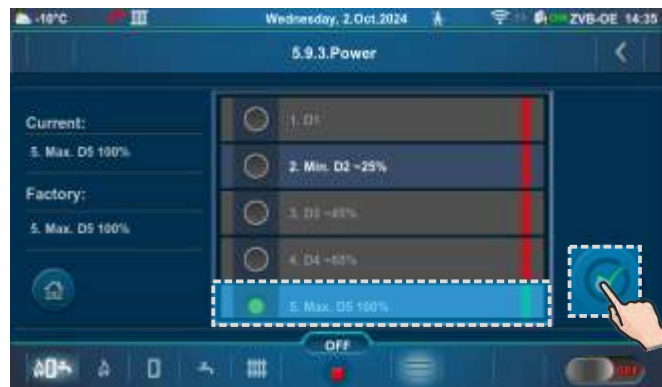 -10°C Wednesday, 2.Oct.2024 ZVB-OE 14:35
5.9.3.Power
Current:
5. Max. D5 100%
Factory:
5. Max. D5 100%
1. D1
2. Min. D2 ~25%
3. D3 ~45%
4. D4 ~65%
5. Max. D5 100%
OFF
OFF